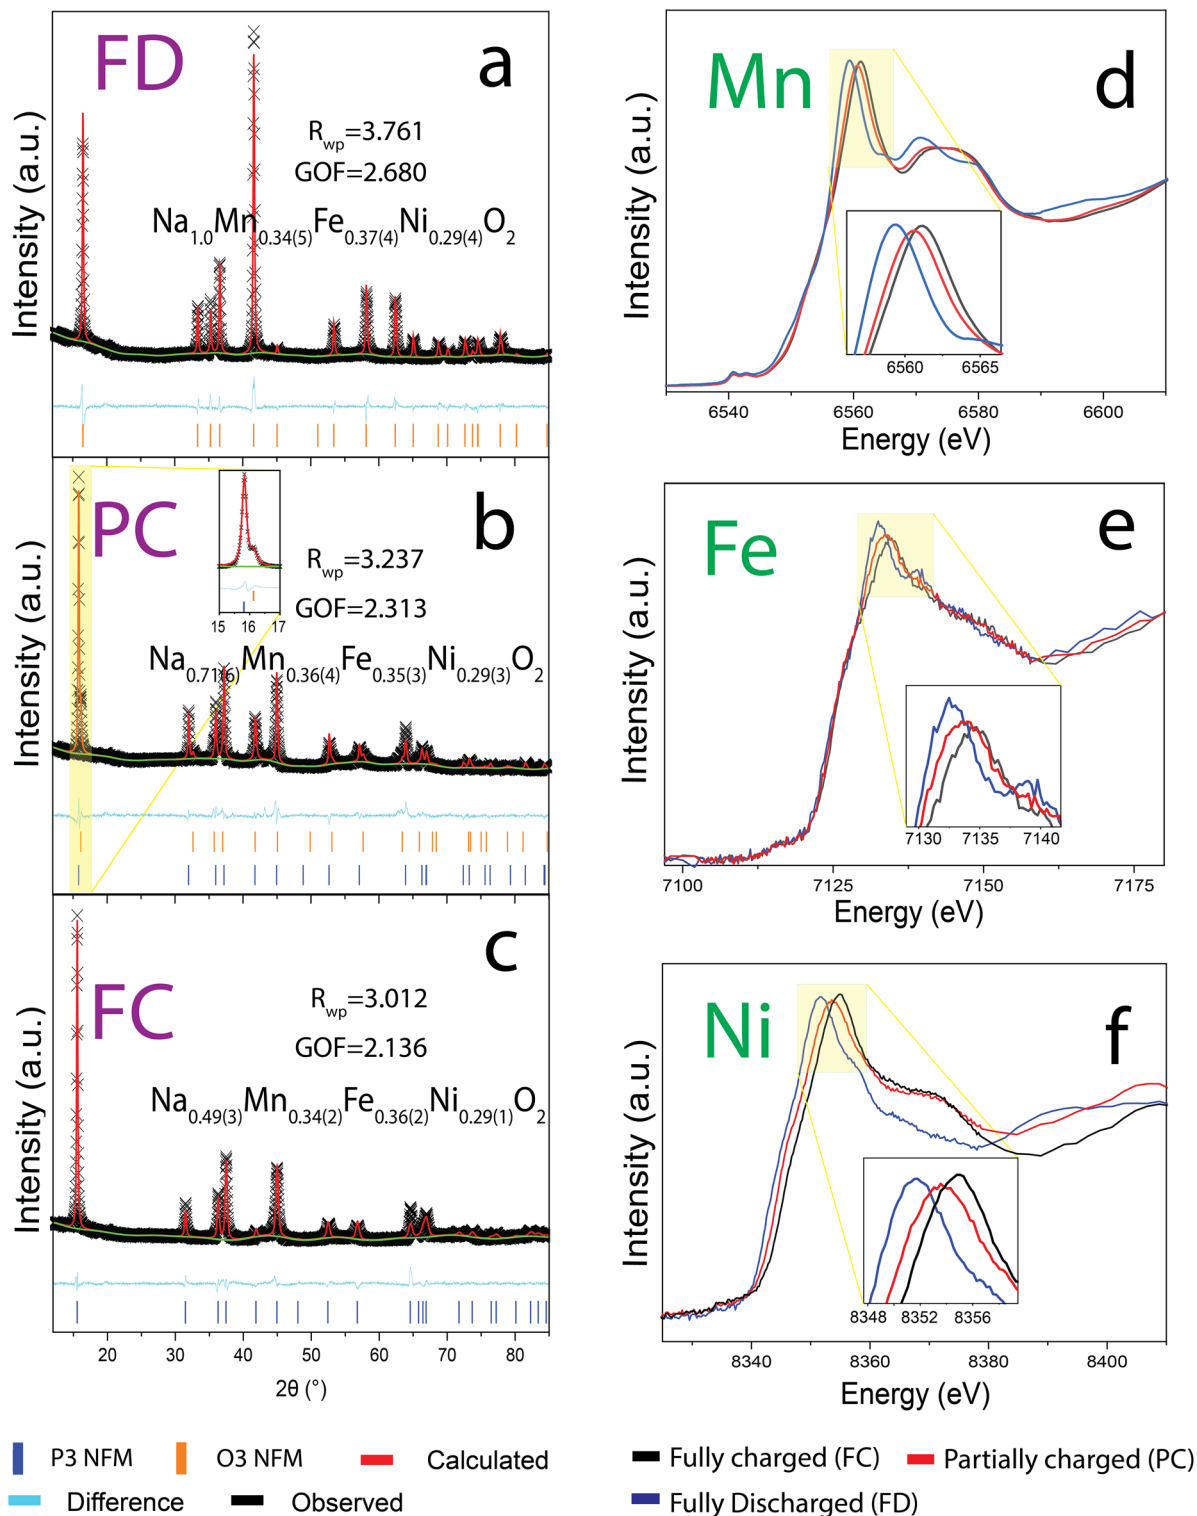 FD
a
Rwp=3.761
GOF=2.680
Na1.0Mn0.34(5)Fe0.37(4)Ni0.29(4)O2
Intensity (a.u.)
PC
b
Rwp=3.237
GOF=2.313
15 16 17
Na0.71(6)Mn0.36(4)Fe0.35(3)Ni0.29(3)O2
Intensity (a.u.)
FC
c
Rwp=3.012
GOF=2.136
Na0.49(3)Mn0.34(2)Fe0.36(2)Ni0.29(1)O2
Intensity (a.u.)
20 30 40 50 60 70 80
2θ (°)
P3 NFM
O3 NFM
Calculated
Difference
Observed
Mn
d
Intensity (a.u.)
6560 6565
6540 6560 6580 6600
Energy (eV)
Fe
e
Intensity (a.u.)
7130 7135 7140
7100 7125 7150 7175
Energy (eV)
Ni
f
Intensity (a.u.)
8348 8352 8356
8340 8360 8380 8400
Energy (eV)
Fully charged (FC)
Partially charged (PC)
Fully Discharged (FD)